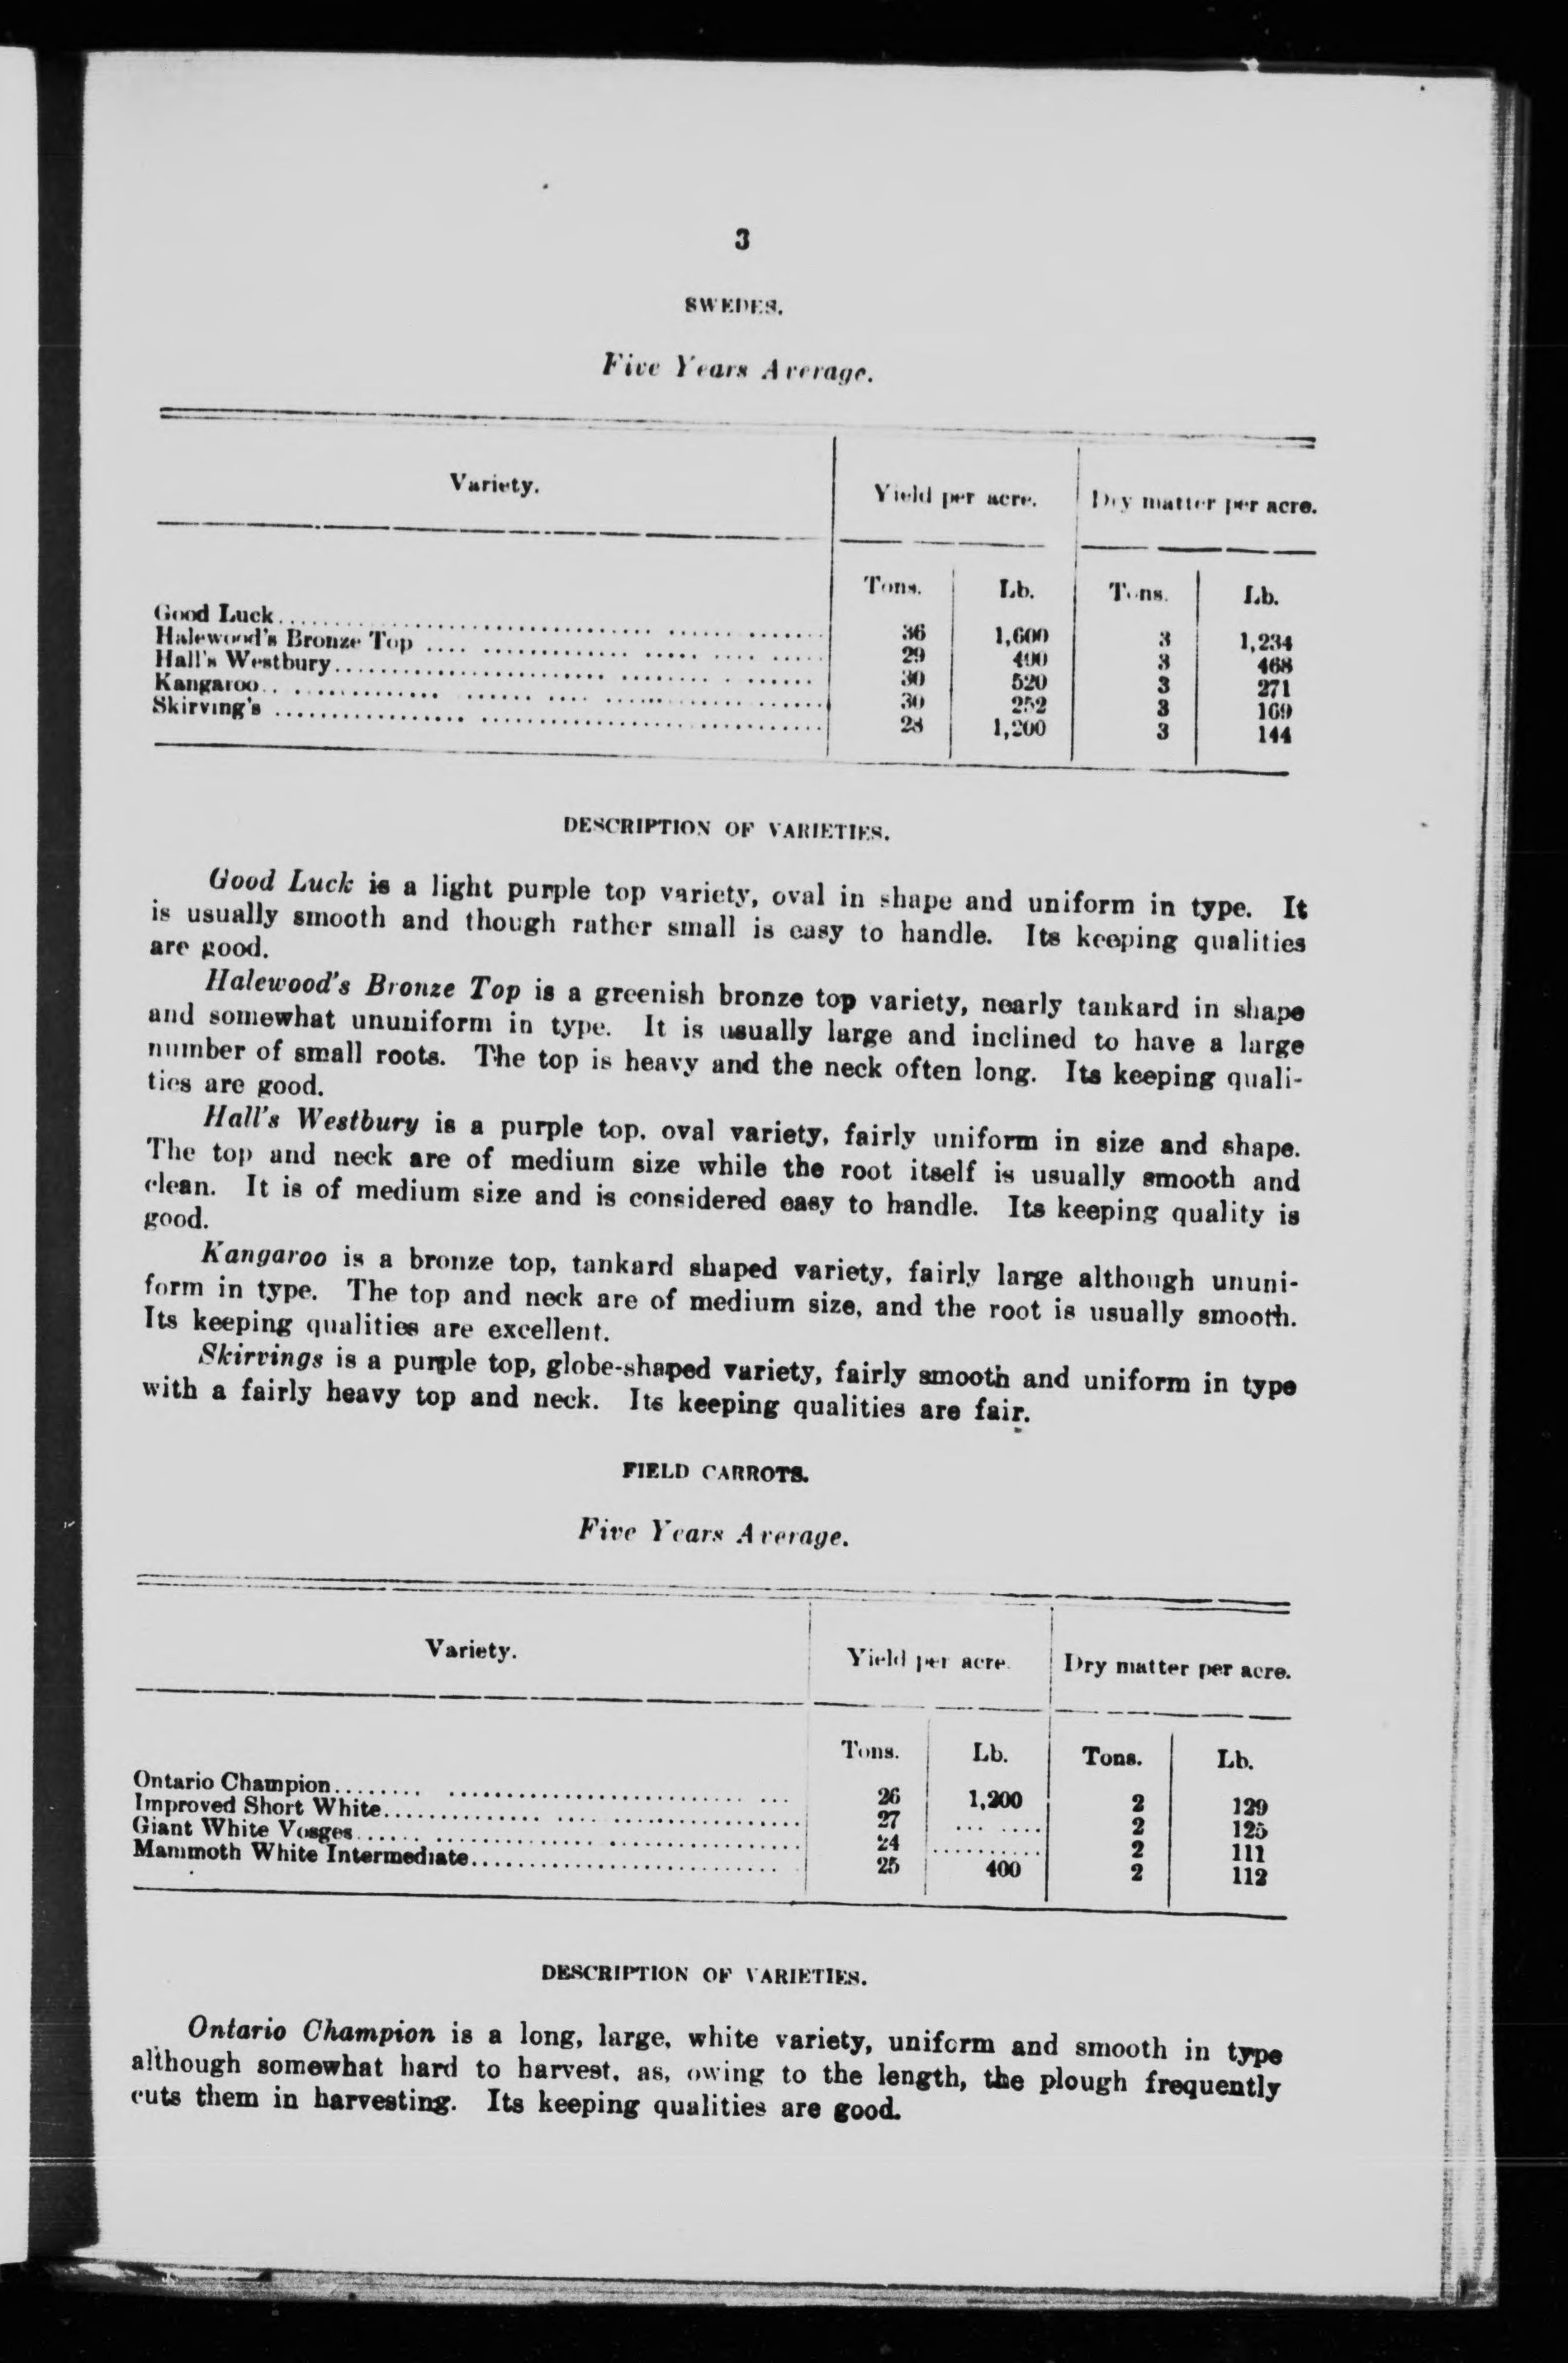 3
SWEDES.
Five Years Average.
Variety. Yield per acre. Dry matter per acre.
Tons. Lb. Tons. Lb.
Good Luck 36 1,600 3 1,234
Halewood's Bronze Top 29 400 3 468
Hall's Westbury 30 520 3 271
Kangaroo 30 252 3 169
Skirving's 28 1,200 3 144
DESCRIPTION OF VARIETIES.
Good Luck is a light purple top variety, oval in shape and uniform in type. It
is usually smooth and though rather small is easy to handle. Its keeping qualities
are good.
Halewood's Bronze Top is a greenish bronze top variety, nearly tankard in shape
and somewhat ununiform in type. It is usually large and inclined to have a large
number of small roots. The top is heavy and the neck often long. Its keeping quali-
ties are good.
Hall's Westbury is a purple top, oval variety, fairly uniform in size and shape.
The top and neck are of medium size while the root itself is usually smooth and
clean. It is of medium size and is considered easy to handle. Its keeping quality is
good.
Kangaroo is a bronze top, tankard shaped variety, fairly large although ununi-
form in type. The top and neck are of medium size, and the root is usually smooth.
Its keeping qualities are excellent.
Skirvings is a purple top, globe-shaped variety, fairly smooth and uniform in type
with a fairly heavy top and neck. Its keeping qualities are fair.
FIELD CARROTS.
Five Years Average.
Variety. Yield per acre. Dry matter per acre.
Tons. Lb. Tons. Lb.
Ontario Champion 26 1,200 2 129
Improved Short White 27 ... .... 2 125
Giant White Vosges 24 ........... 2 111
Mammoth White Intermediate 25 400 2 112
DESCRIPTION OF VARIETIES.
Ontario Champion is a long, large, white variety, uniform and smooth in type
although somewhat hard to harvest, as, owing to the length, the plough frequently
cuts them in harvesting. Its keeping qualities are good.